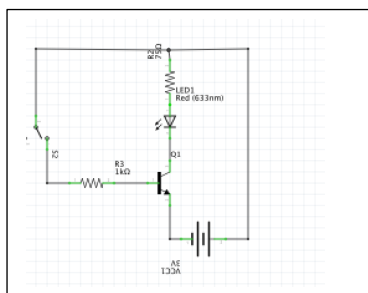 R2
75Ω
LED1
Red (633nm)
Q1
S2
R3
1kΩ
VCC1
3V